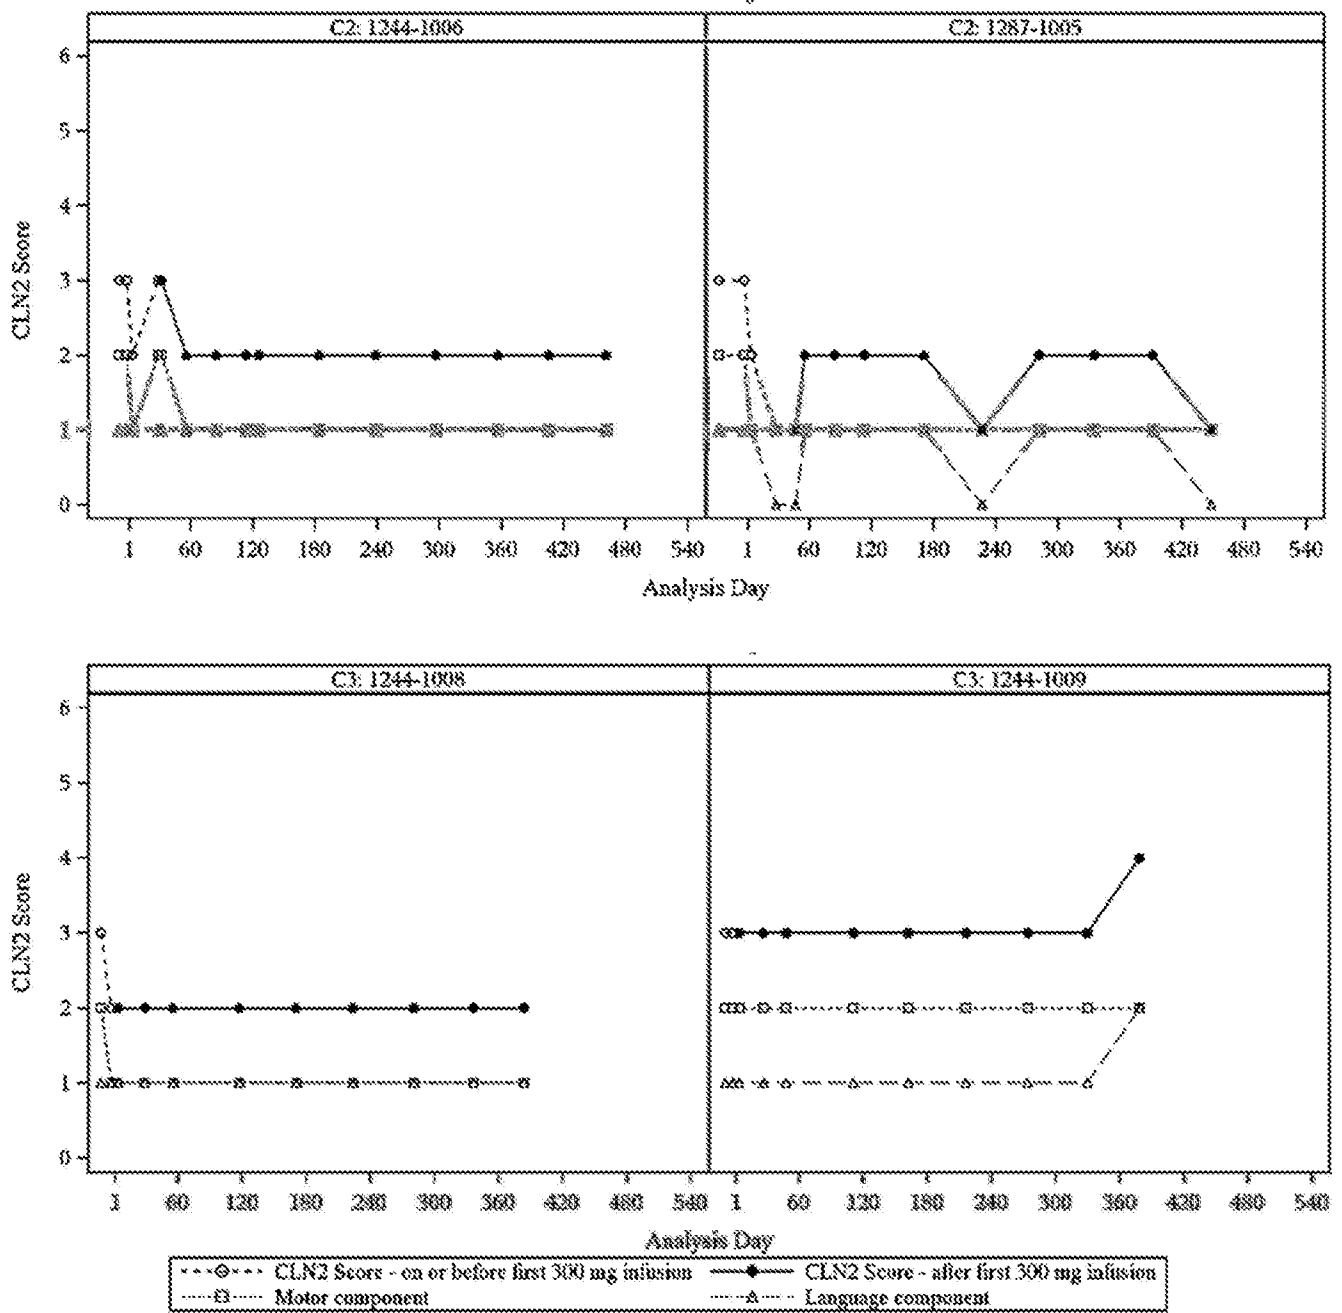 C2: 1244-1006
C2: 1287-1005
6
5
4
3
2
1
0
CLN2 Score
1 60 120 180 240 300 360 420 480 540
1 60 120 180 240 300 360 420 480 540
Analysis Day
C3: 1244-1008
C3: 1244-1009
6
5
4
3
2
1
0
CLN2 Score
1 60 120 180 240 300 360 420 480 540
1 60 120 180 240 300 360 420 480 540
Analysis Day
CLN2 Score - on or before first 300 mg infusion
CLN2 Score - after first 300 mg infusion
Motor component
Language component